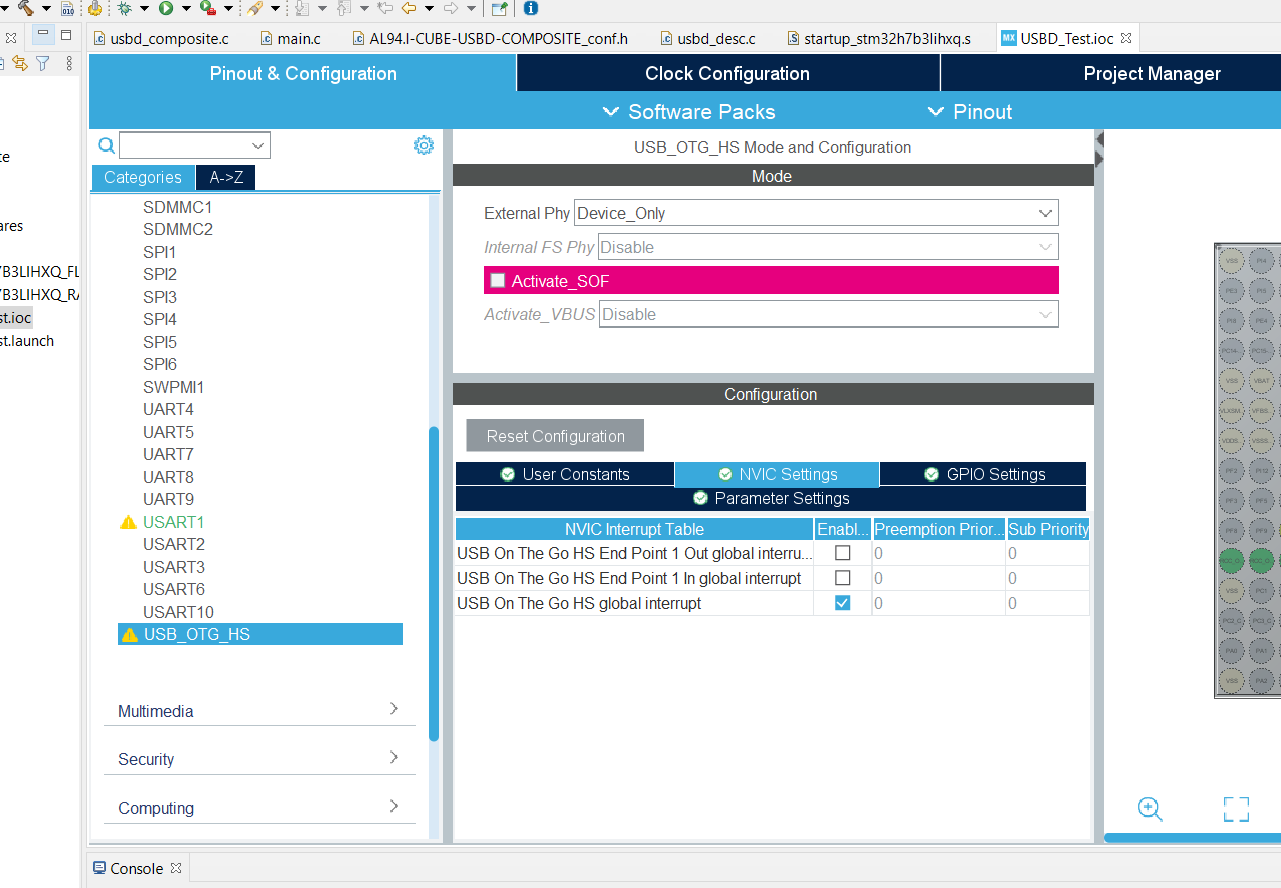 usbd_composite.c
main.c
AL94.I-CUBE-USBD-COMPOSITE_conf.h
usbd_desc.c
startup_stm32h7b3lihxq.s
MX USBD_Test.ioc
Pinout & Configuration
Clock Configuration
Project Manager
Software Packs
Pinout
te
ares
7B3LIHXQ_FL
7B3LIHXQ_RA
st.ioc
st.launch
Categories
A->Z
SDMMC1
SDMMC2
SPI1
SPI2
SPI3
SPI4
SPI5
SPI6
SWPMI1
UART4
UART5
UART7
UART8
UART9
USART1
USART2
USART3
USART6
USART10
USB_OTG_HS
Multimedia
Security
Computing
USB_OTG_HS Mode and Configuration
Mode
External Phy Device_Only
Internal FS Phy Disable
Activate_SOF
Activate_VBUS Disable
Configuration
Reset Configuration
User Constants
NVIC Settings
GPIO Settings
Parameter Settings
NVIC Interrupt Table Enabl... Preemption Prior... Sub Priority
USB On The Go HS End Point 1 Out global interru... 0 0
USB On The Go HS End Point 1 In global interrupt 0 0
USB On The Go HS global interrupt 0 0
VSS PI4
VSS VBAT
Console